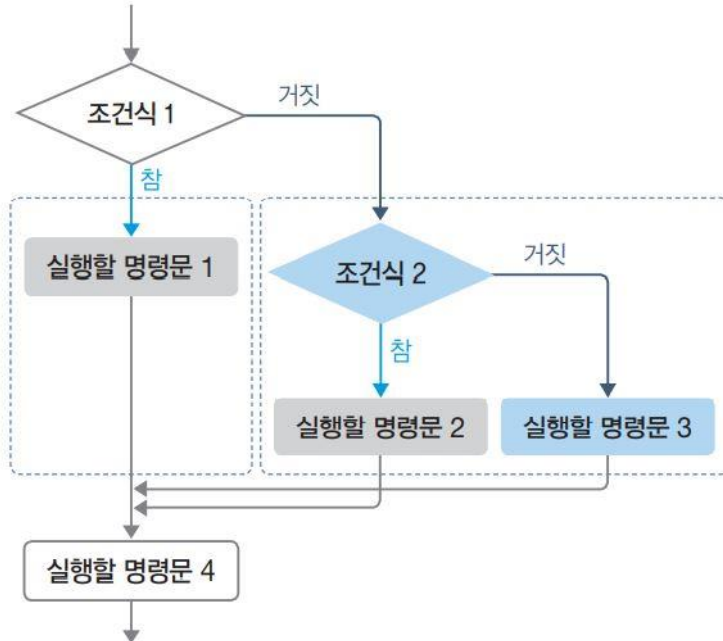 조건식 1
거짓
참
실행할 명령문 1
조건식 2
거짓
참
실행할 명령문 2
실행할 명령문 3
실행할 명령문 4